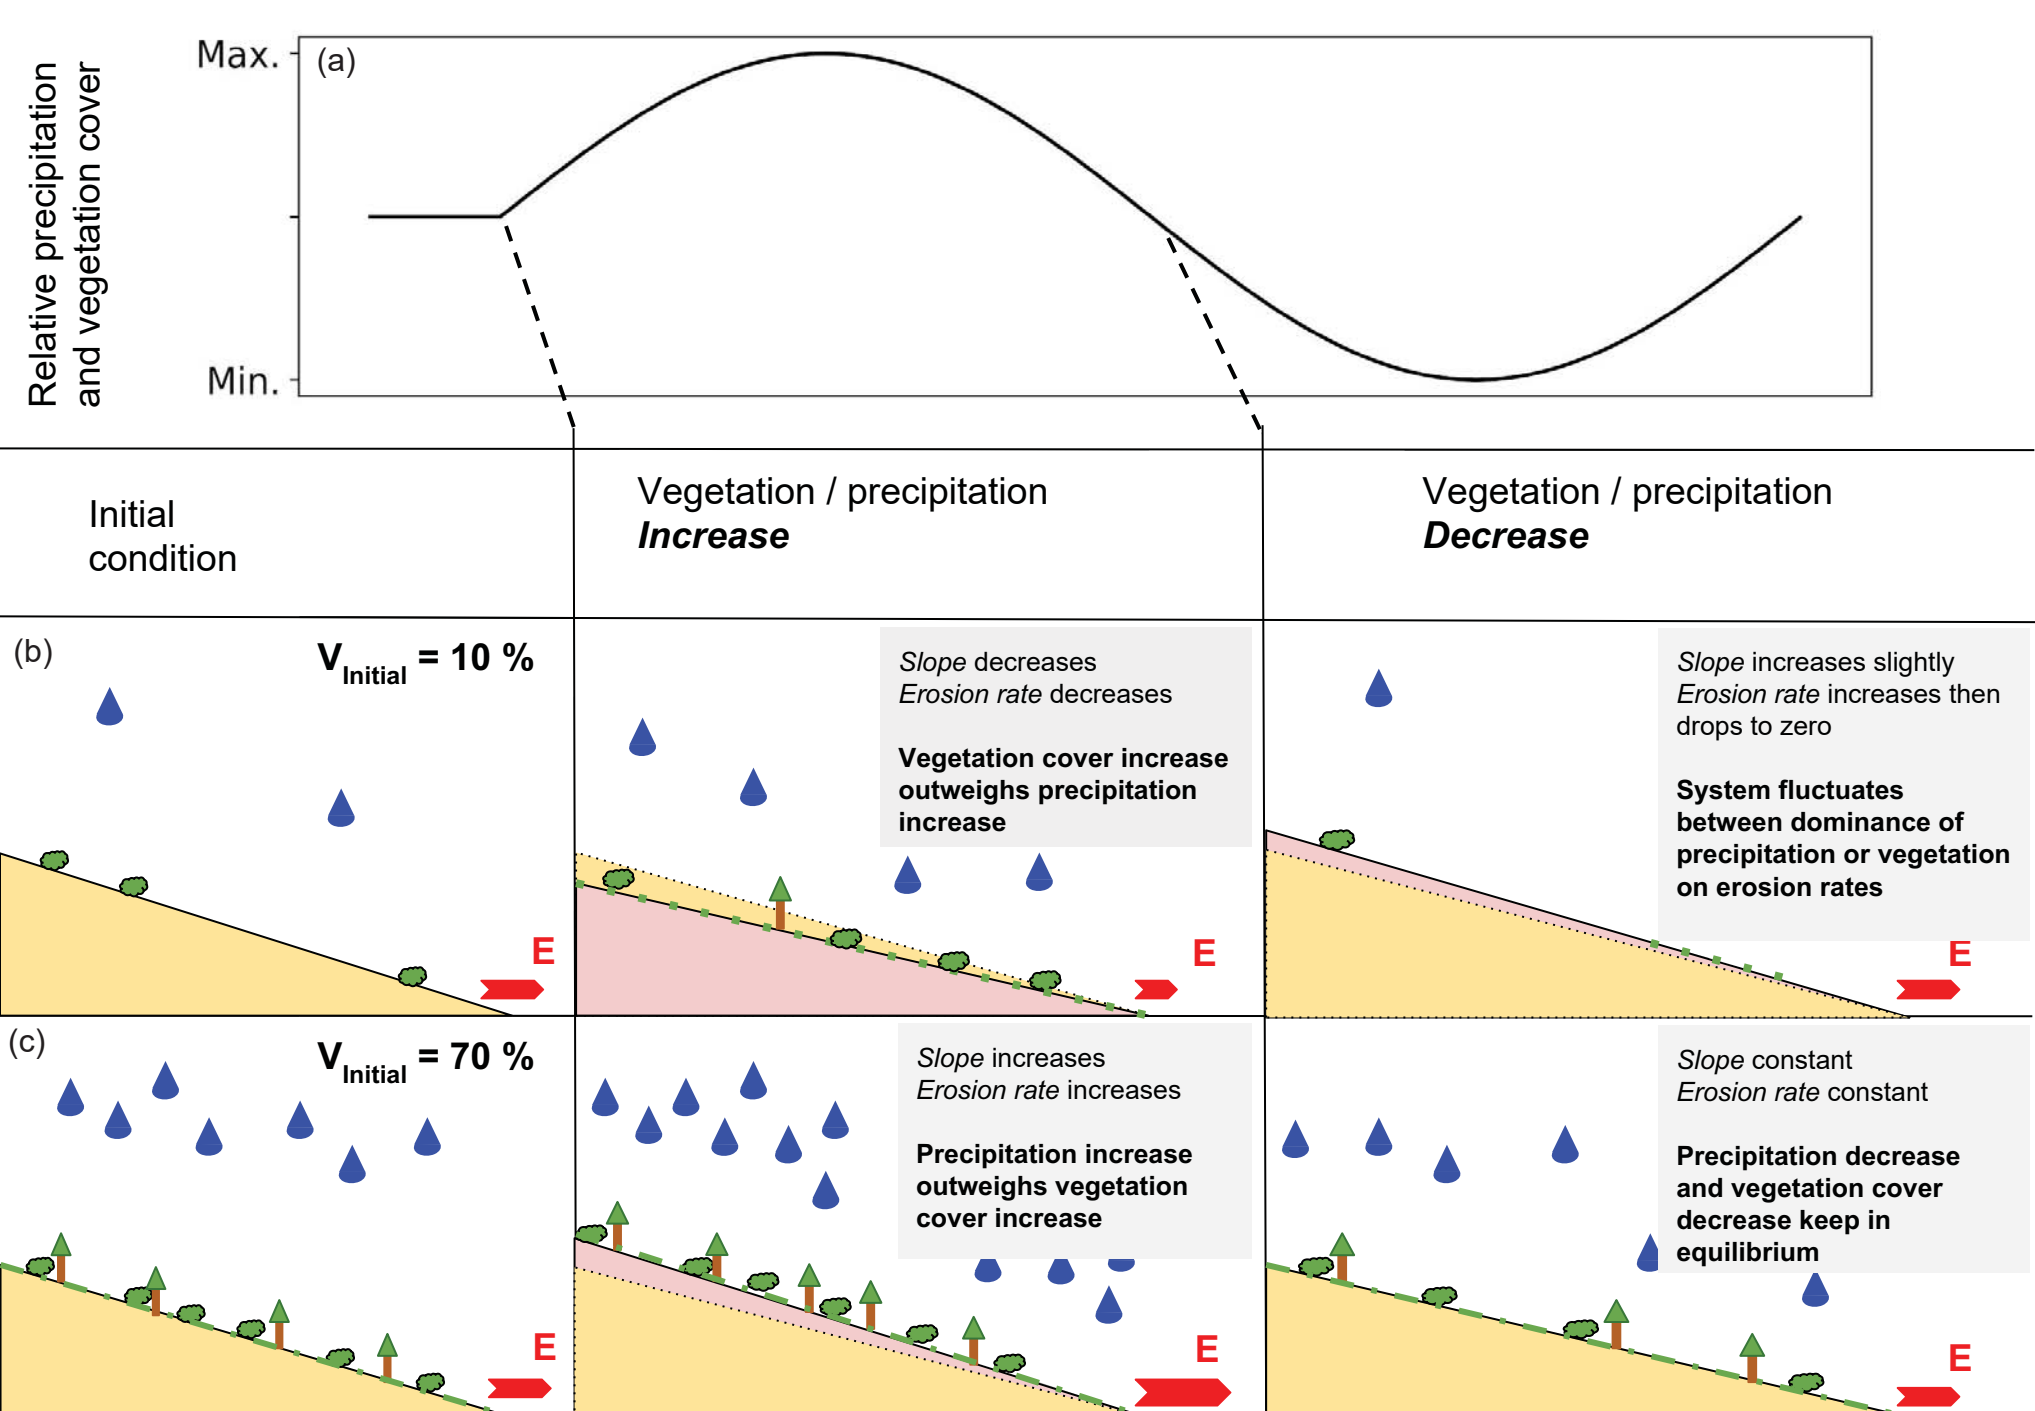 Relative precipitation
and vegetation cover
Max.
Min.
(a)
Initial
condition
Vegetation / precipitation
Increase
Vegetation / precipitation
Decrease
(b)
VInitial = 10 %
E
Slope decreases
Erosion rate decreases
Vegetation cover increase
outweighs precipitation
increase
E
Slope increases slightly
Erosion rate increases then
drops to zero
System fluctuates
between dominance of
precipitation or vegetation
on erosion rates
E
(c)
VInitial = 70 %
E
Slope increases
Erosion rate increases
Precipitation increase
outweighs vegetation
cover increase
E
Slope constant
Erosion rate constant
Precipitation decrease
and vegetation cover
decrease keep in
equilibrium
E